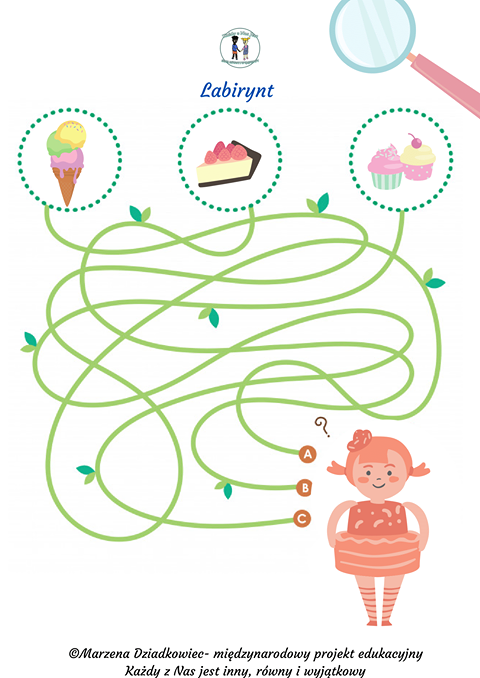 Labirynt
?
A
B
C
©Marzena Dziadkowiec- międzynarodowy projekt edukacyjny
Każdy z Nas jest inny, równy i wyjątkowy